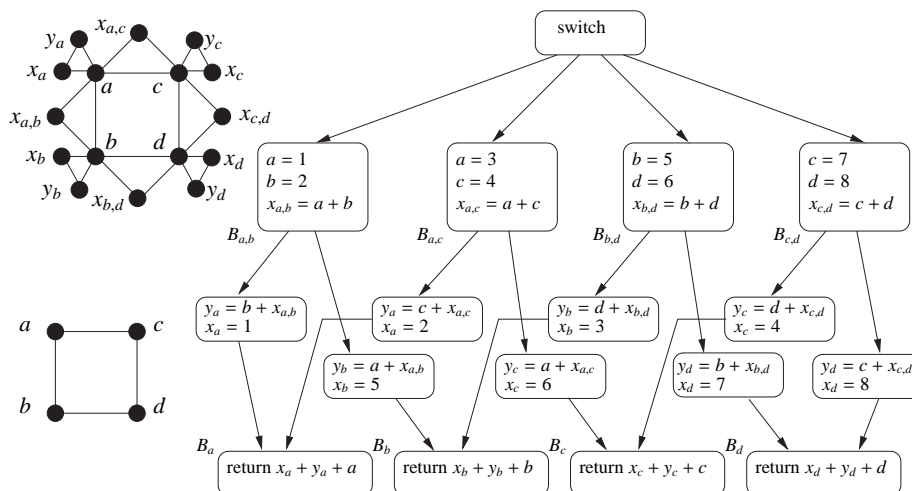 x_{a,c}
y_a
y_c
x_a
x_c
a
c
x_{a,b}
x_{c,d}
b
d
x_b
x_d
y_b
y_d
x_{b,d}
a
c
b
d
switch
a = 1
b = 2
x_{a,b} = a + b
B_{a,b}
a = 3
c = 4
x_{a,c} = a + c
B_{a,c}
b = 5
d = 6
x_{b,d} = b + d
B_{b,d}
c = 7
d = 8
x_{c,d} = c + d
B_{c,d}
y_a = b + x_{a,b}
x_a = 1
y_a = c + x_{a,c}
x_a = 2
y_b = d + x_{b,d}
x_b = 3
y_c = d + x_{c,d}
x_c = 4
y_b = a + x_{a,b}
x_b = 5
y_c = a + x_{a,c}
x_c = 6
y_d = b + x_{b,d}
x_d = 7
y_d = c + x_{c,d}
x_d = 8
B_a
return x_a + y_a + a
B_b
return x_b + y_b + b
B_c
return x_c + y_c + c
B_d
return x_d + y_d + d